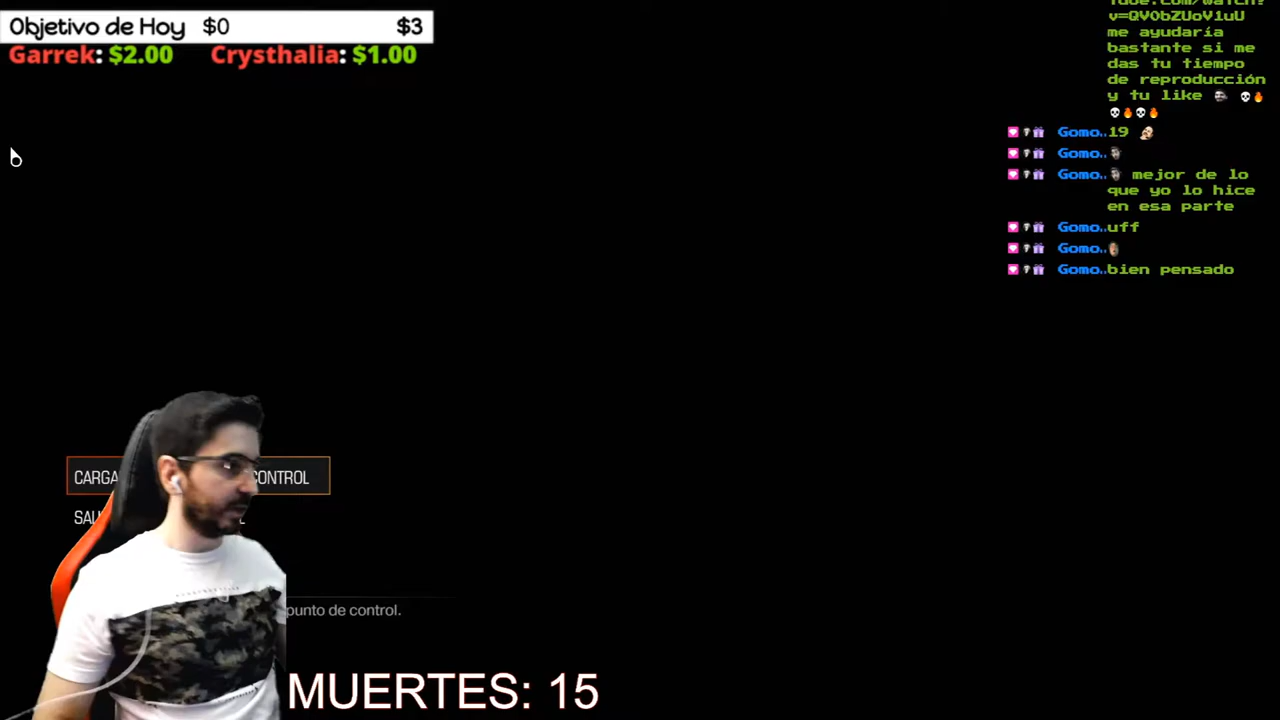 Objetivo de Hoy $0 $3
Garrek: $2.00 Crysthalia: $1.00
v=QVObZUoV1uU
me ayudaría
bastante si me
das tu tiempo
de reproducción
y tu like
Gomo..19
Gomo..
Gomo.. mejor de lo
que yo lo hice
en esa parte
Gomo..uff
Gomo..
Gomo..bien pensado
CONTROL
punto de control.
MUERTES: 15